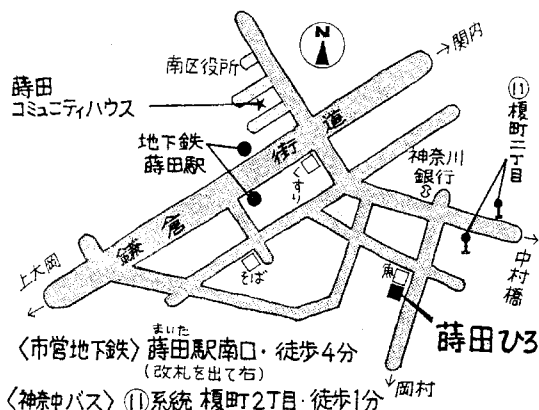 南区役所
→関内
蒔田
コミュニティハウス
地下鉄
蒔田駅
鎌倉街道
くすり
神奈川
銀行
⑪榎町二丁目
上大岡
そば
魚
中村橋
蒔田ひろ
岡村
〈市営地下鉄〉蒔田駅南口・徒歩4分
まいた
(改札を出て右)
〈神奈中バス〉⑪系統 榎町2丁目・徒歩1分